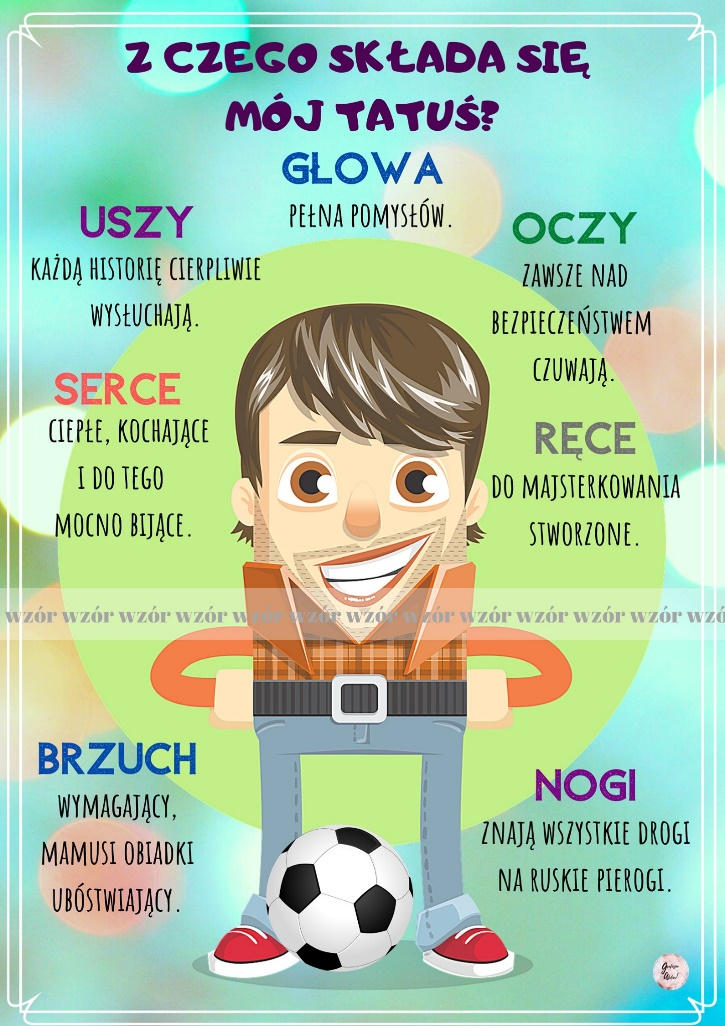 Z CZEGO SKŁADA SIĘ
MÓJ TATUŚ?
GŁOWA
PEŁNA POMYSŁÓW.
USZY
KAŻDĄ HISTORIĘ CIERPLIWIE
WYSŁUCHAJĄ.
OCZY
ZAWSZE NAD
BEZPIECZEŃSTWEM
CZUWAJĄ.
SERCE
CIEPŁE, KOCHAJĄCE
I DO TEGO
MOCNO BIJĄCE.
RĘCE
DO MAJSTERKOWANIA
STWORZONE.
wzór wzór wzór wzór wzór wzór wzór wzór wzór wzór wzór wzór
BRZUCH
WYMAGAJĄCY,
MAMUSI OBIADKI
UBÓSTWIAJĄCY.
NOGI
ZNAJĄ WSZYSTKIE DROGI
NA RUSKIE PIEROGI.